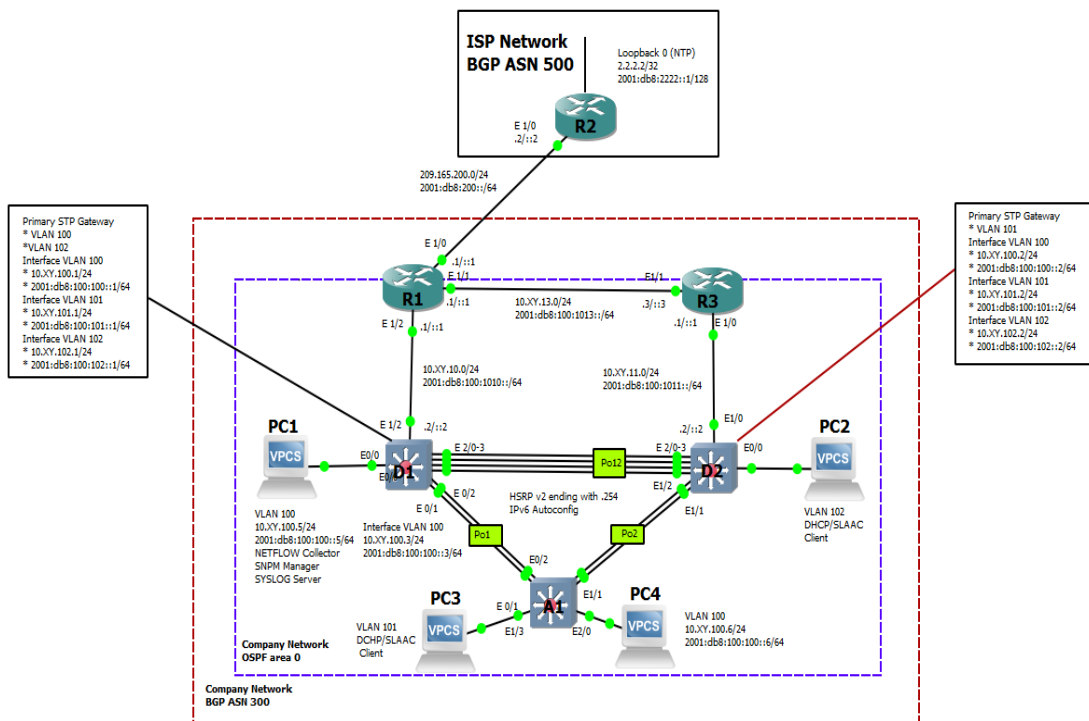 ISP Network
BGP ASN 500
Loopback 0 (NTP)
2.2.2.2/32
2001:db8:2222::1/128
E 1/0
.2/::2
R2
209.165.200.0/24
2001:db8:200::/64
Primary STP Gateway
* VLAN 100
*VLAN 102
Interface VLAN 100
* 10.XY.100.1/24
* 2001:db8:100:100::1/64
Interface VLAN 101
* 10.XY.101.1/24
* 2001:db8:100:101::1/64
Interface VLAN 102
* 10.XY.102.1/24
* 2001:db8:100:102::1/64
Primary STP Gateway
* VLAN 101
Interface VLAN 100
* 10.XY.100.2/24
* 2001:db8:100:100::2/64
Interface VLAN 101
* 10.XY.101.2/24
* 2001:db8:100:101::2/64
Interface VLAN 102
* 10.XY.102.2/24
* 2001:db8:100:102::2/64
E 1/0
.1/::1
E 1/1
.1/::1
R1
E 1/2
.1/::1
10.XY.13.0/24
2001:db8:100:1013::/64
E1/1
.3/::3
R3
.1/::1
E 1/0
10.XY.10.0/24
2001:db8:100:1010::/64
10.XY.11.0/24
2001:db8:100:1011::/64
E 1/2
.2/::2
E1/0
.2/::2
PC1
VPCS
E0/0
E0/
D1
E 2/0-3
Po12
E 2/0-3
D2
E0/0
PC2
VPCS
VLAN 102
DHCP/SLAAC
Client
E 0/2
E 0/1
HSRP v2 ending with .254
IPv6 Autoconfig
E1/2
E1/1
VLAN 100
10.XY.100.5/24
2001:db8:100:100::5/64
NETFLOW Collector
SNPM Manager
SYSLOG Server
Interface VLAN 100
10.XY.100.3/24
2001:db8:100:100::3/64
Po1
Po2
E0/2
E 0/1
E1/1
A1
E1/3
E2/0
PC3
VPCS
VLAN 101
DCHP/SLAAC
Client
PC4
VPCS
VLAN 100
10.XY.100.6/24
2001:db8:100:100::6/64
Company Network
OSPF area 0
Company Network
BGP ASN 300